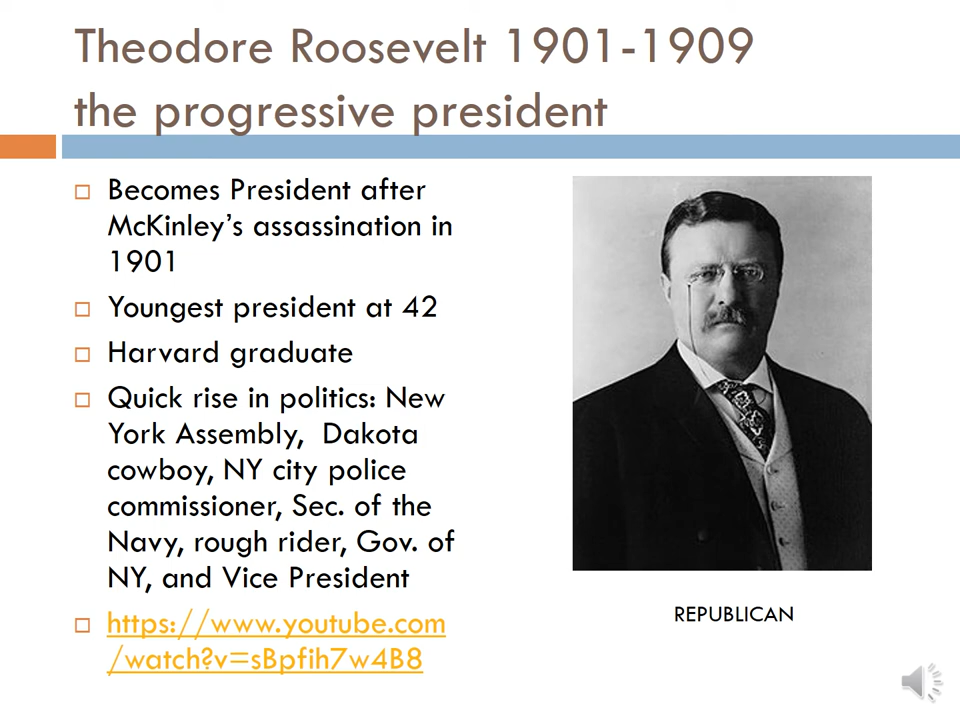 Theodore Roosevelt 1901-1909
the progressive president
Becomes President after
McKinley’s assassination in
1901
Youngest president at 42
Harvard graduate
Quick rise in politics: New
York Assembly,  Dakota
cowboy, NY city police
commissioner, Sec. of the
Navy, rough rider, Gov. of
NY, and Vice President
https://www.youtube.com
/watch?v=sBpfih7w4B8
REPUBLICAN